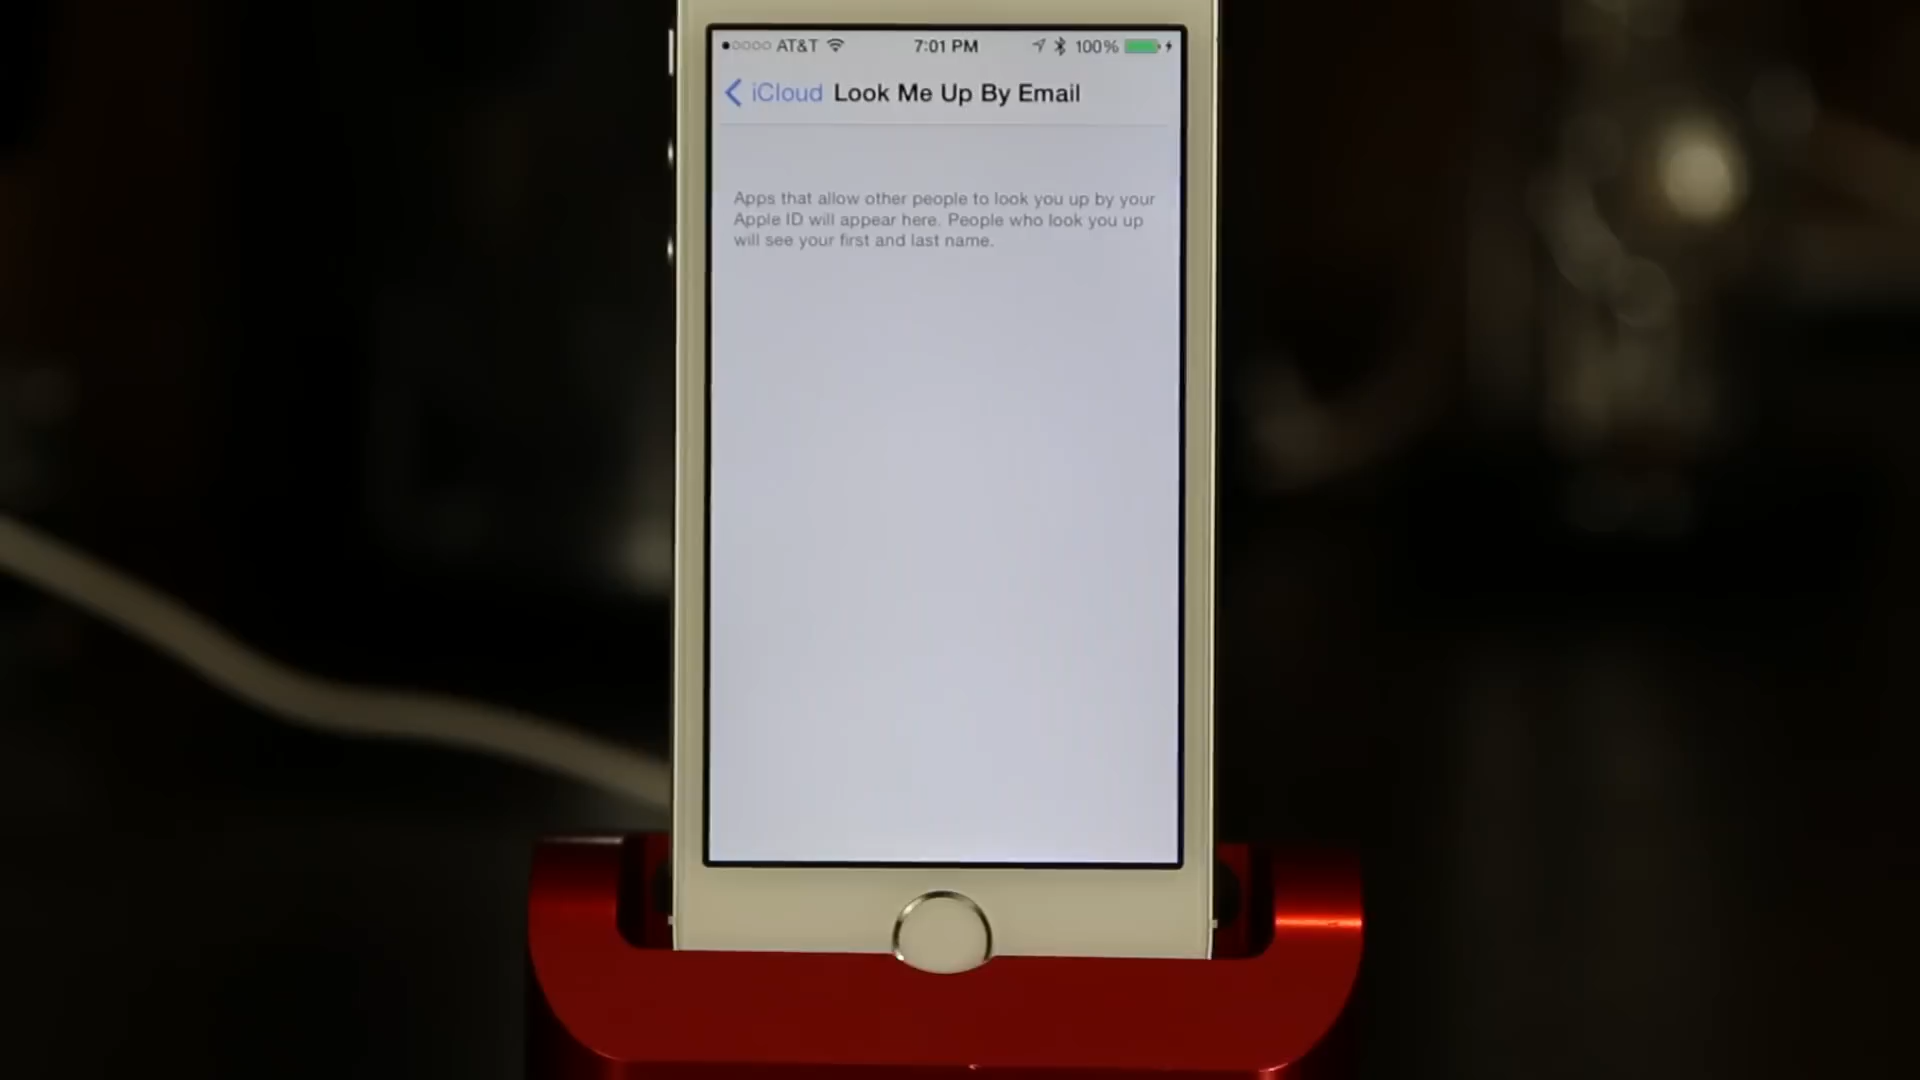 AT&T 7:01 PM 100%
iCloud Look Me Up By Email
Apps that allow other people to look you up by your
Apple ID will appear here. People who look you up
will see your first and last name.